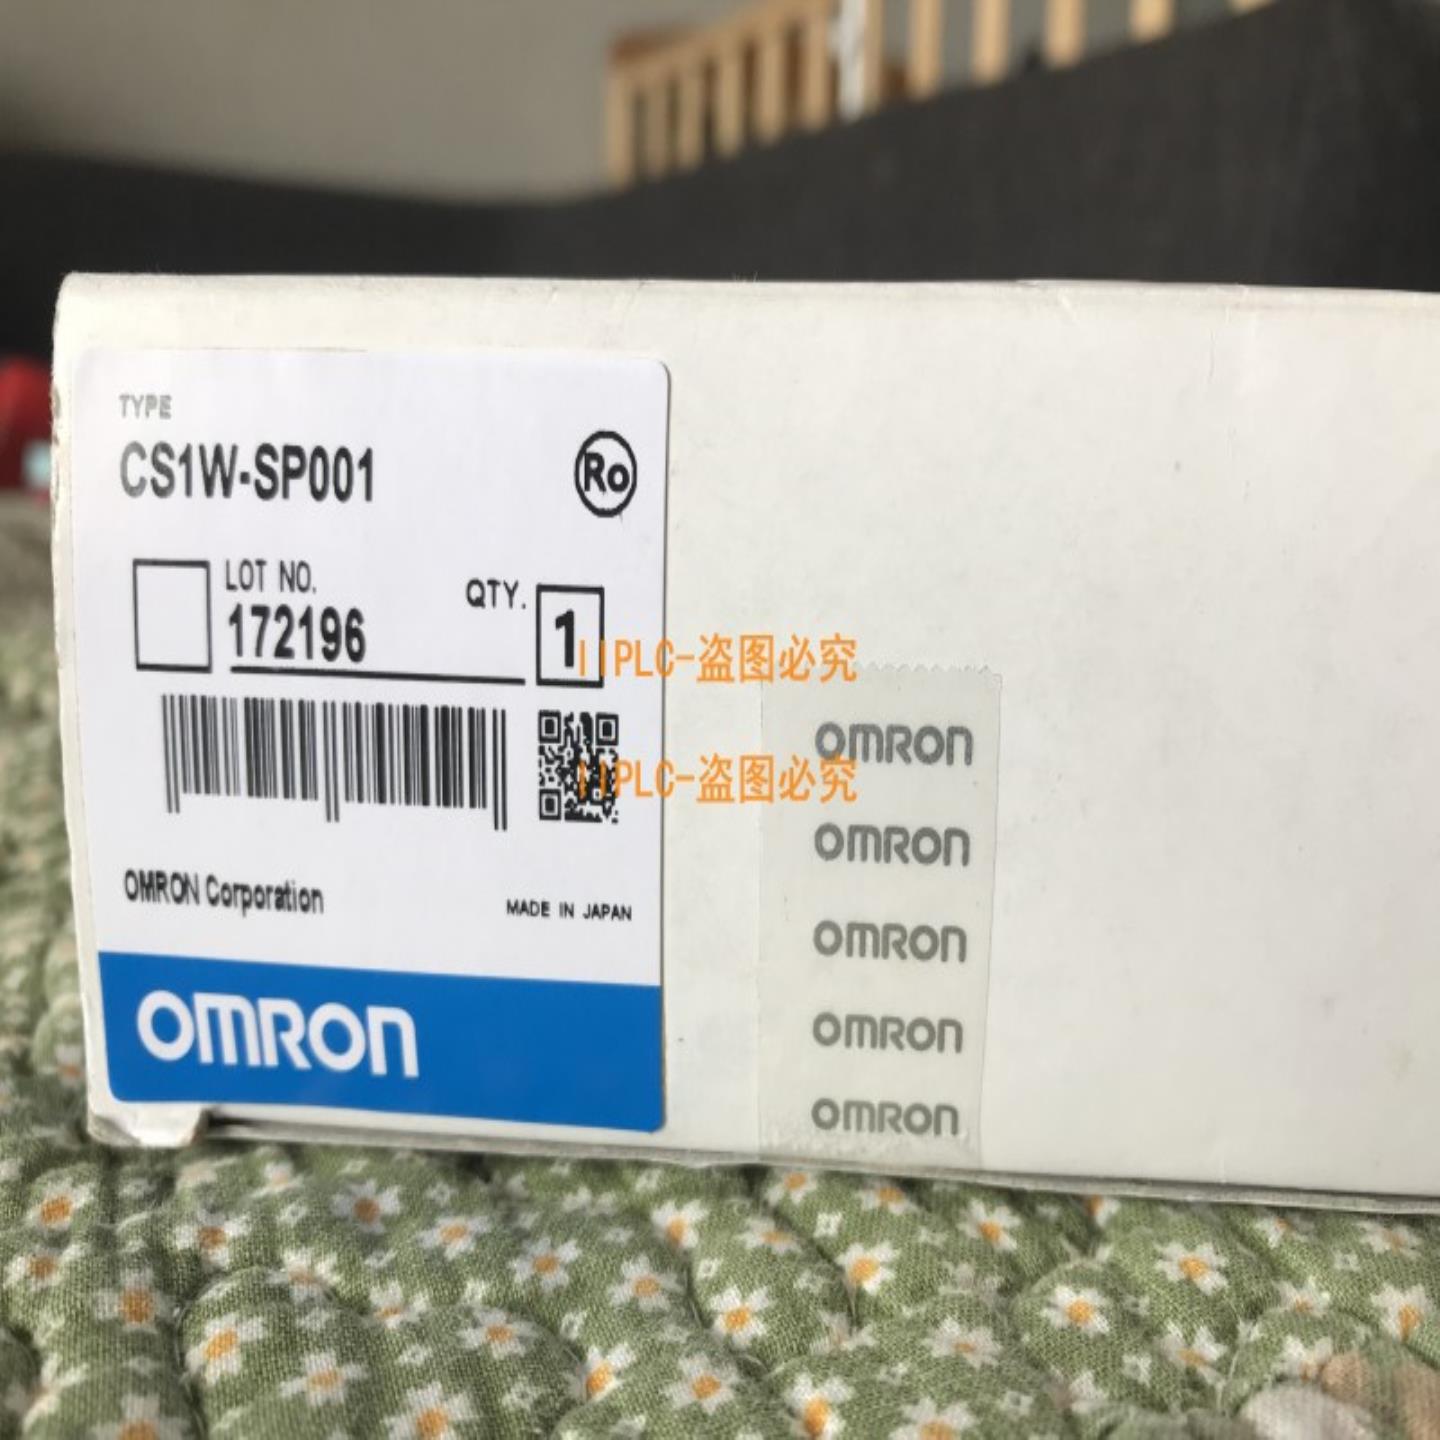 TYPE
CS1W-SP001
Ro
LOT NO.
172196
QTY.
1
IIPLC-盗图必究
IIPLC-盗图必究
OMRON Corporation
MADE IN JAPAN
OMRON
OMRON
OMRON
OMRON
OMRON
OMRON